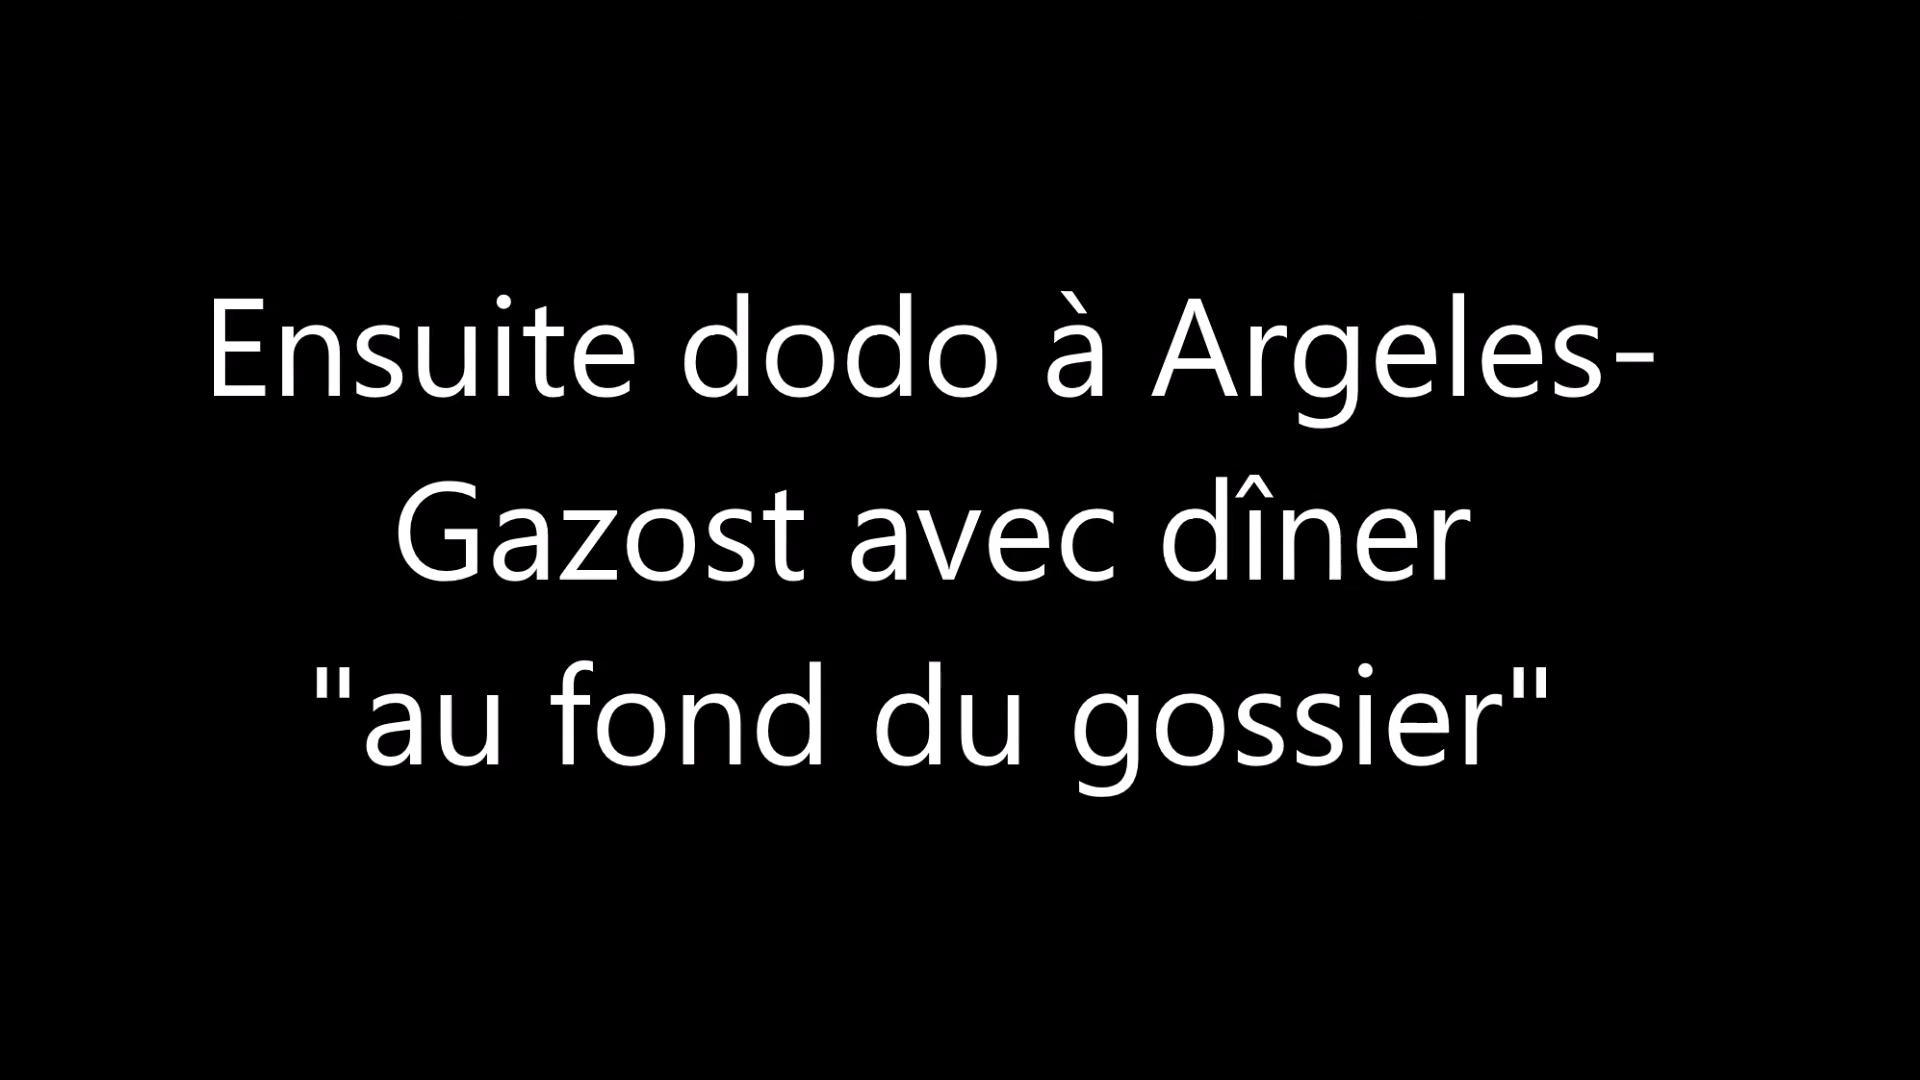 Ensuite dodo à Argeles-
Gazost avec dîner
"au fond du gossier"